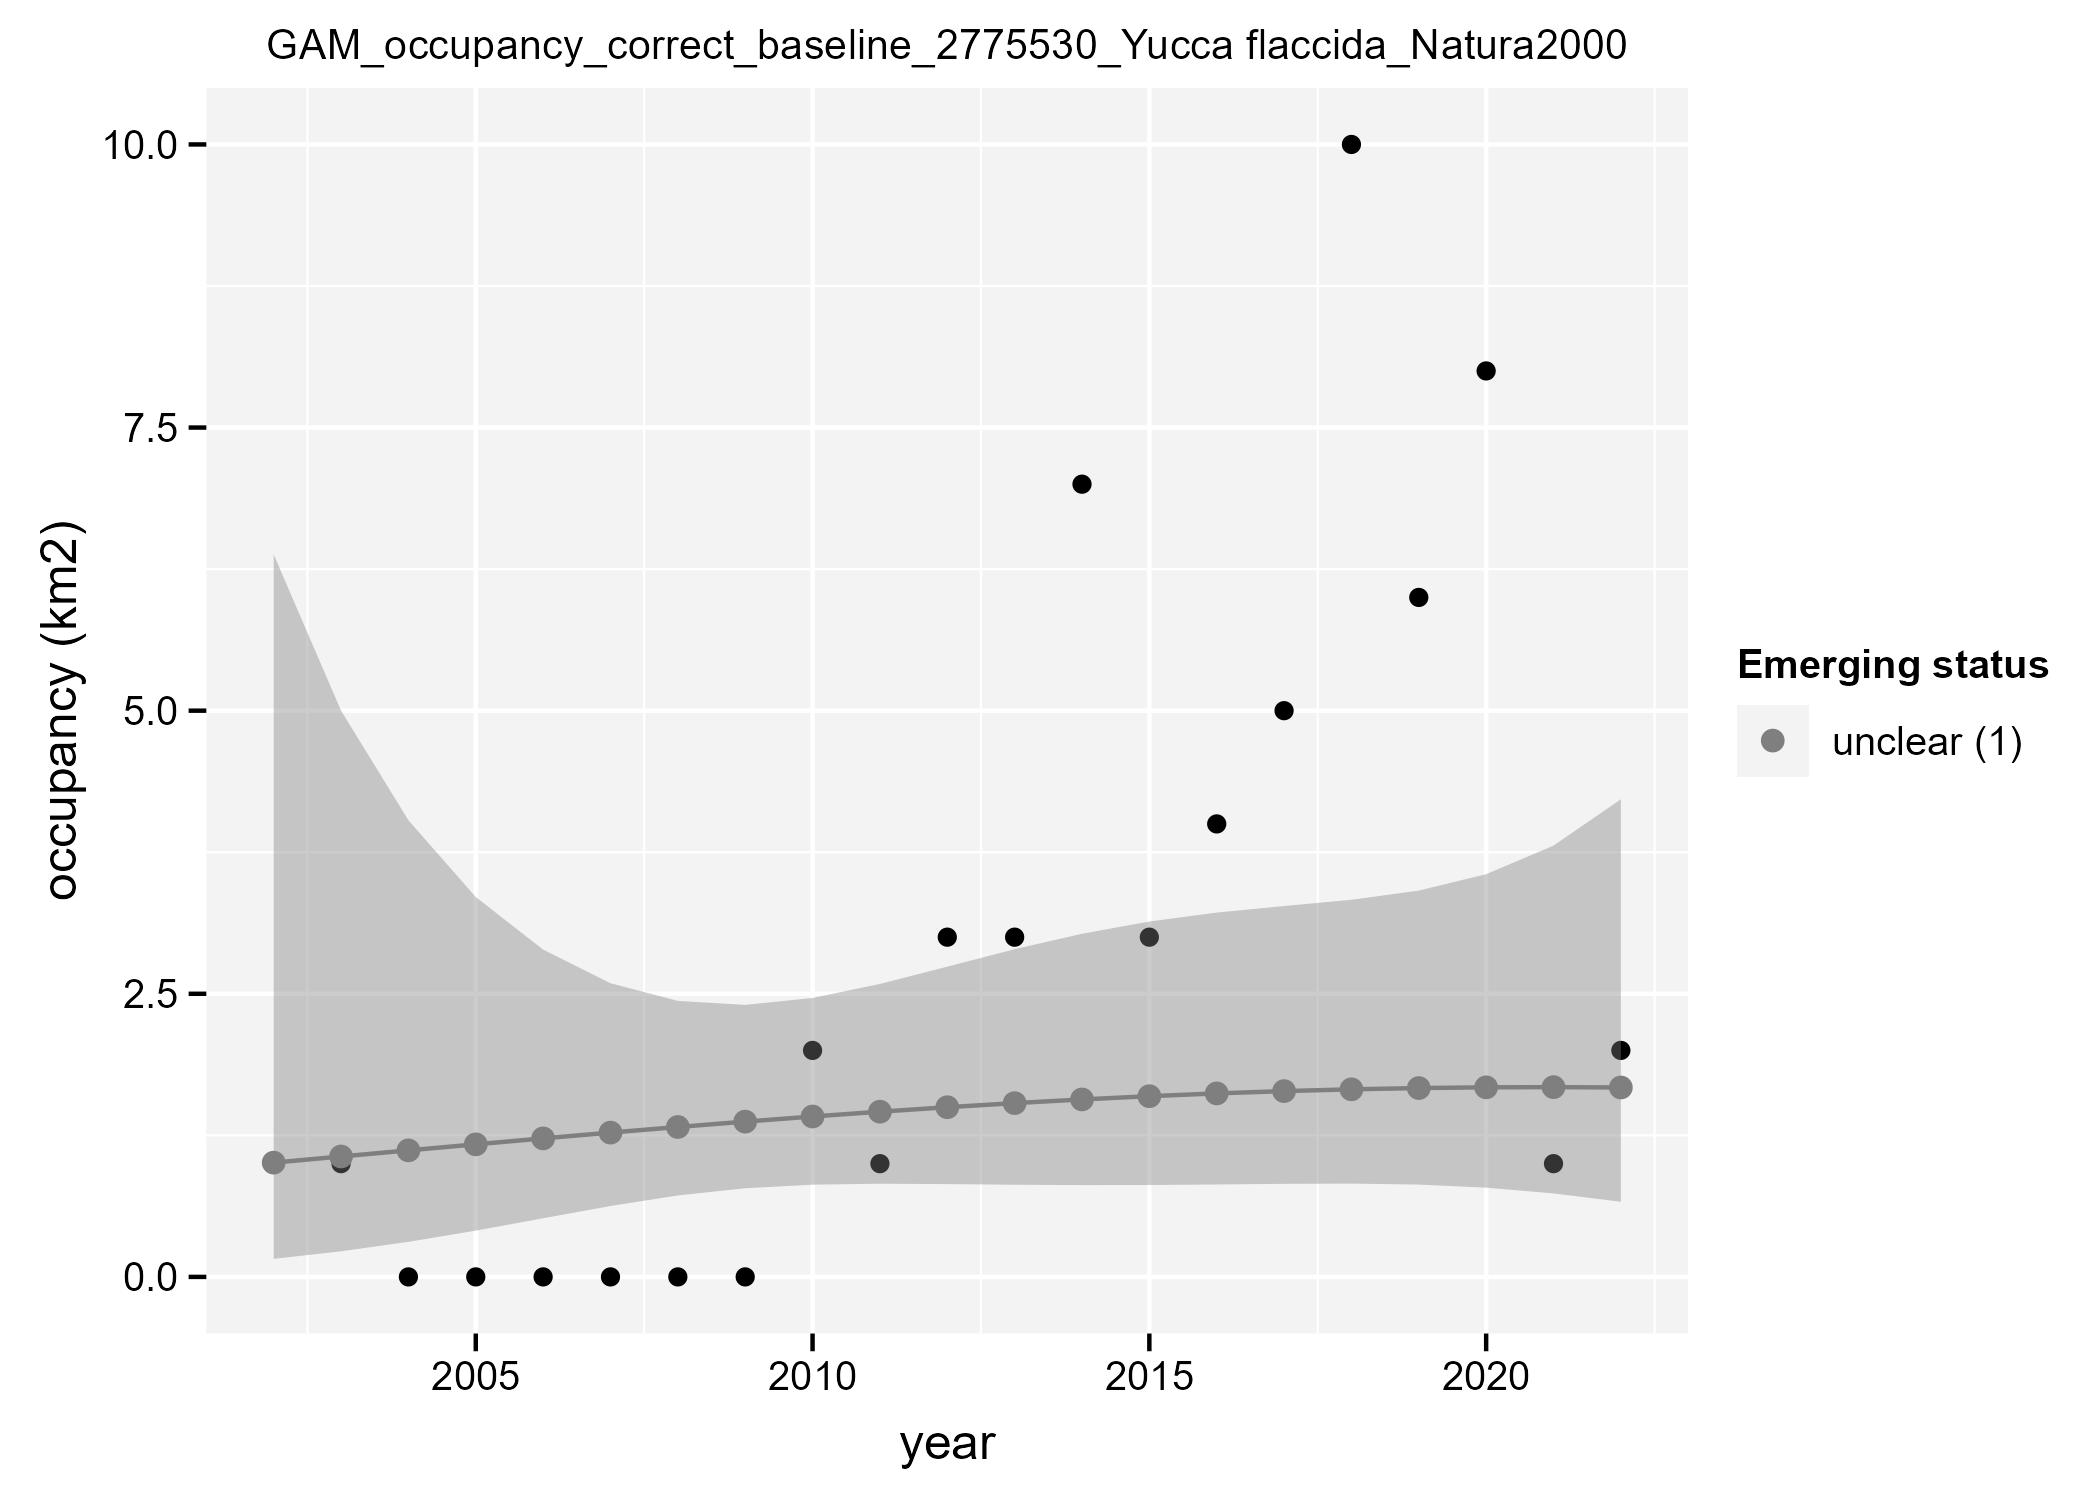 GAM_occupancy_correct_baseline_2775530_Yucca flaccida_Natura2000
10.0
7.5
5.0
2.5
0.0
occupancy (km2)
2005
2010
2015
2020
year
Emerging status
unclear (1)